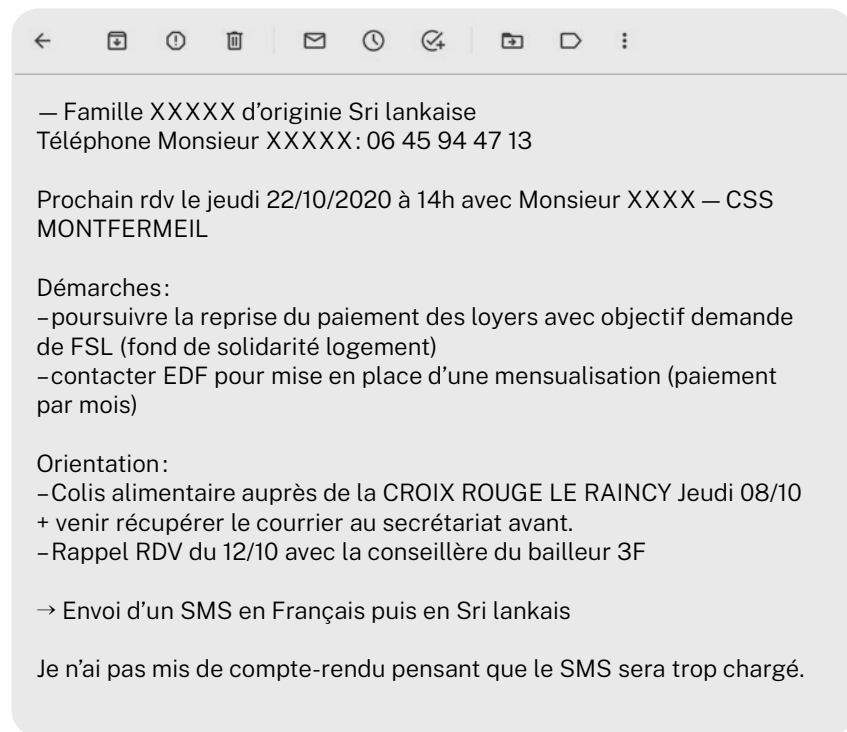 — Famille XXXXX d’originie Sri lankaise
Téléphone Monsieur XXXXX : 06 45 94 47 13
Prochain rdv le jeudi 22/10/2020 à 14h avec Monsieur XXXX — CSS
MONTFERMEIL
Démarches :
– poursuivre la reprise du paiement des loyers avec objectif demande
de FSL (fond de solidarité logement)
– contacter EDF pour mise en place d’une mensualisation (paiement
par mois)
Orientation :
– Colis alimentaire auprès de la CROIX ROUGE LE RAINCY Jeudi 08/10
+ venir récupérer le courrier au secrétariat avant.
– Rappel RDV du 12/10 avec la conseillère du bailleur 3F
→ Envoi d’un SMS en Français puis en Sri lankais
Je n’ai pas mis de compte-rendu pensant que le SMS sera trop chargé.